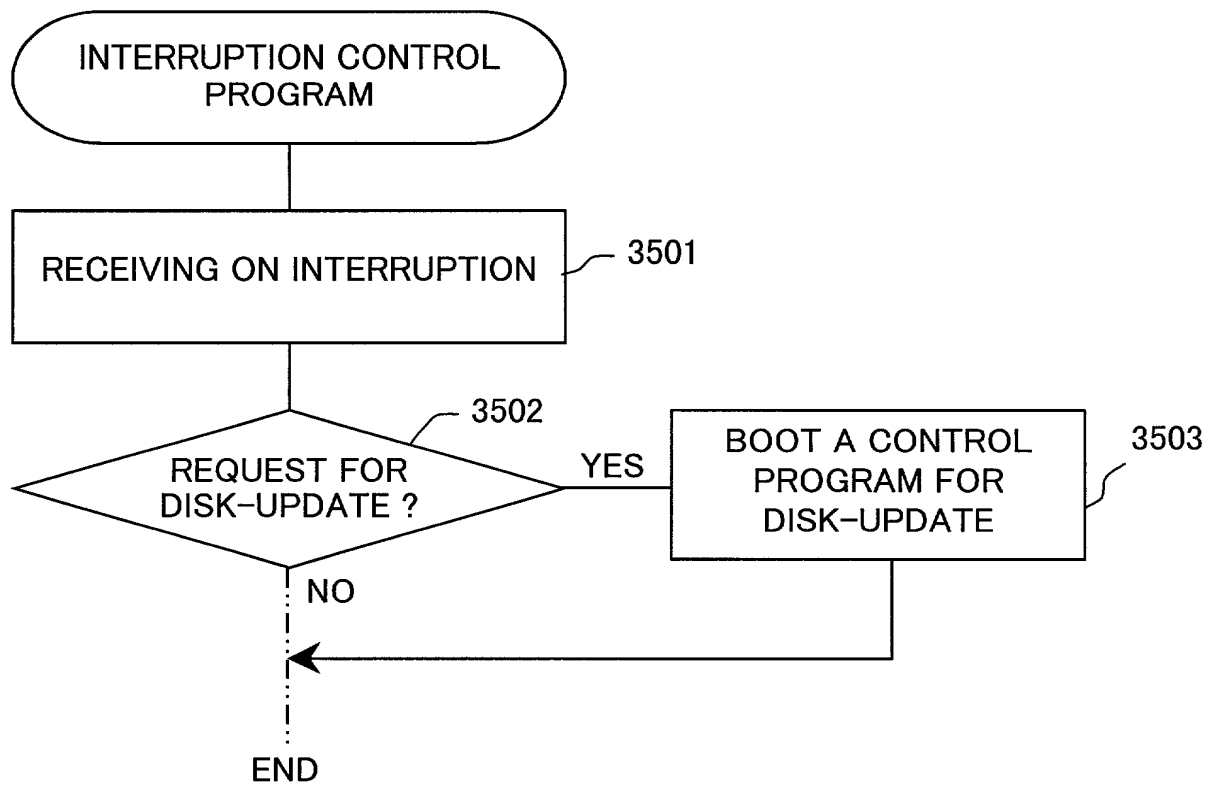 INTERRUPTION CONTROL
PROGRAM
RECEIVING ON INTERRUPTION
3501
3502
REQUEST FOR
DISK-UPDATE ?
YES
BOOT A CONTROL
PROGRAM FOR
DISK-UPDATE
3503
NO
END